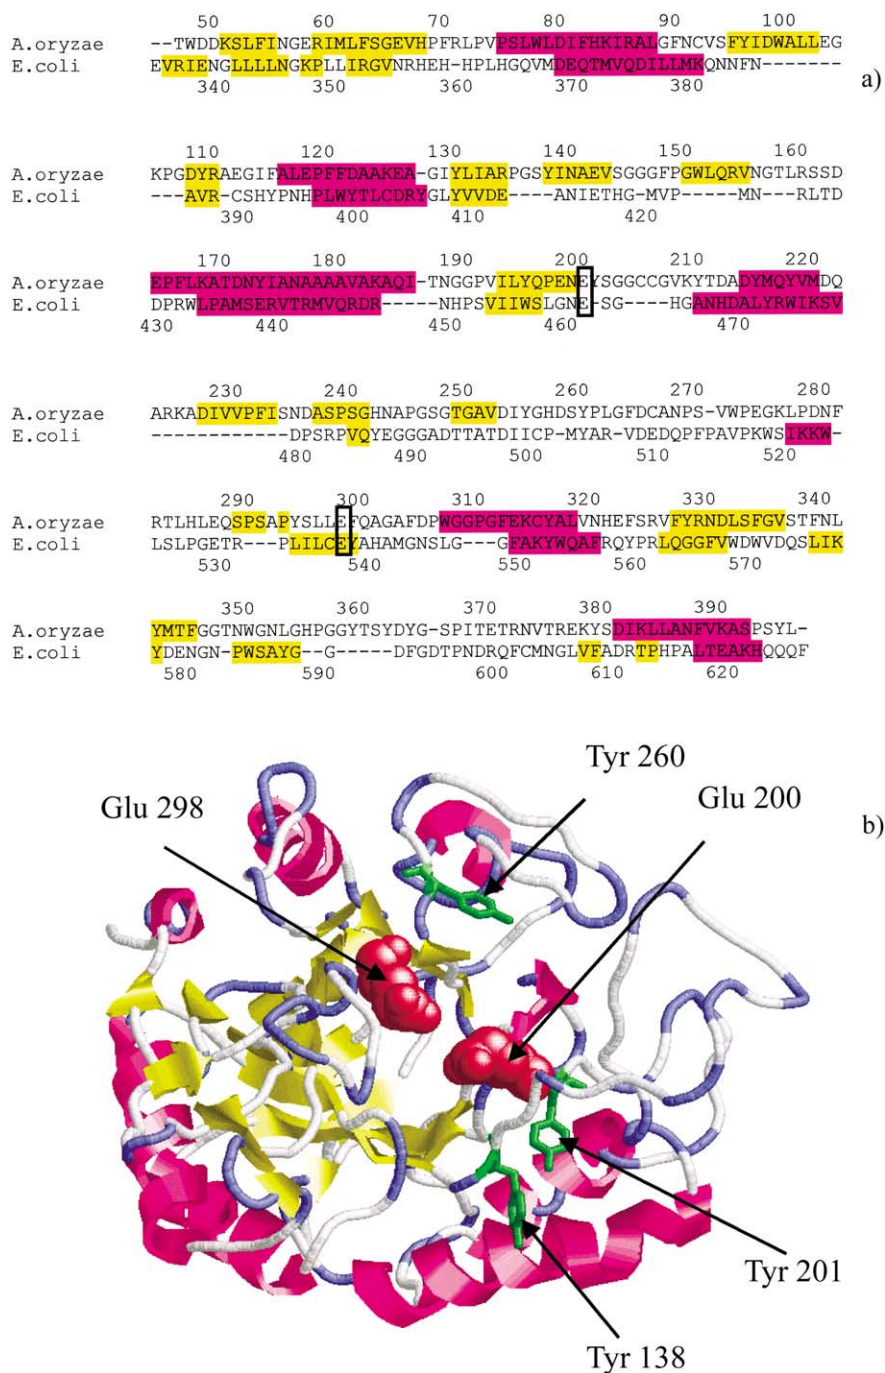 50 60 70 80 90 100
A.oryzae --TWDDKSLFINGERIMLFSGEVHPFRLPVPSLWLDIFHKIRALGFNCVSFYIDWALLEG
E.coli EVRIENGLLLLNGKPLLIRGVNRHEH-HPLHGQVMDEQTMVQDILLMKQNNFN-------
340 350 360 370 380
a)
110 120 130 140 150 160
A.oryzae KPGDYRAEGIFALEPFFDAAKEA-GIYLIARPGSYINAEVSGGGFPGWLQRVNGTLRSSD
E.coli ---AVR-CSHYPNHPLWYTLCDRYGLYVVDE----ANIETHG-MVP----MN--RLTD
390 400 410 420
170 180 190 200 210 220
A.oryzae EPFLKATDNYIANAAAAVAKAQI-TNGGPVILYQPENEYSGGCCGVKYTDADYMQYVMDQ
E.coli DPRWLPAMSERVTRMVQRDR-----NHPSVIIWSLGNE-SG----HGANHDALYRWIKSV
430 440 450 460 470
230 240 250 260 270 280
A.oryzae ARKADIVVPFISNDASPSGHNAPGSGTGAVDIYGHDSYPLGFDCANPS-VWPEGKLPDNF
E.coli ------------DPSRPVQYEGGGADTTATDIICP-MYAR-VDEDQPFPAVPKWSIKKW-
480 490 500 510 520
290 300 310 320 330 340
A.oryzae RTLHLEQSPSAPYSLLEFQAGAFDPWGGPGFEKCYALVNHEFSRVFYRNDLSFGVSTFNL
E.coli LSLPGETR---PLILCEYAHAMGNSLG---GFAKYWQAFRQYPRLQGGFVWDWVDQSLIK
530 540 550 560 570
350 360 370 380 390
A.oryzae YMTFGGTNWGNLGHPGGYTSYDYG-SPITETRNVTREKYSDIKLLANFVKASPSYL-
E.coli YDENGNPWSAYG--G-----DFGDTPNDRQFCMNGLVFADRTPHPALTEAKHQQQF
580 590 600 610 620
Tyr 260
Glu 298
Glu 200
b)
Tyr 201
Tyr 138